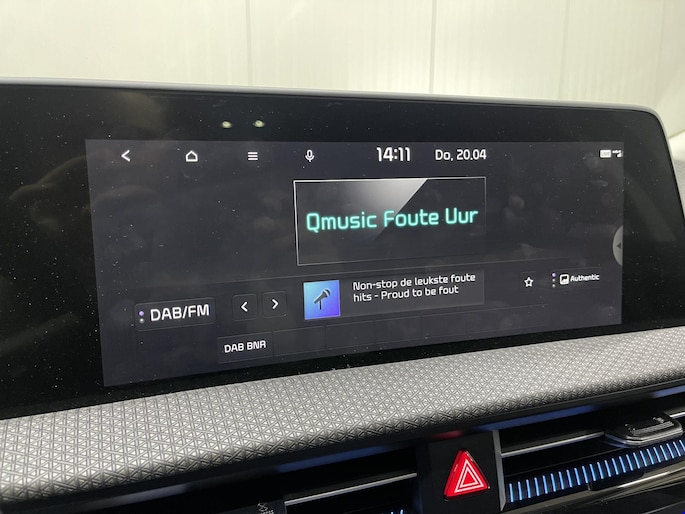 14:11 Do, 20.04
Qmusic Foute Uur
Non-stop de leukste foute
hits - Proud to be fout
Authentic
DAB/FM
DAB BNR